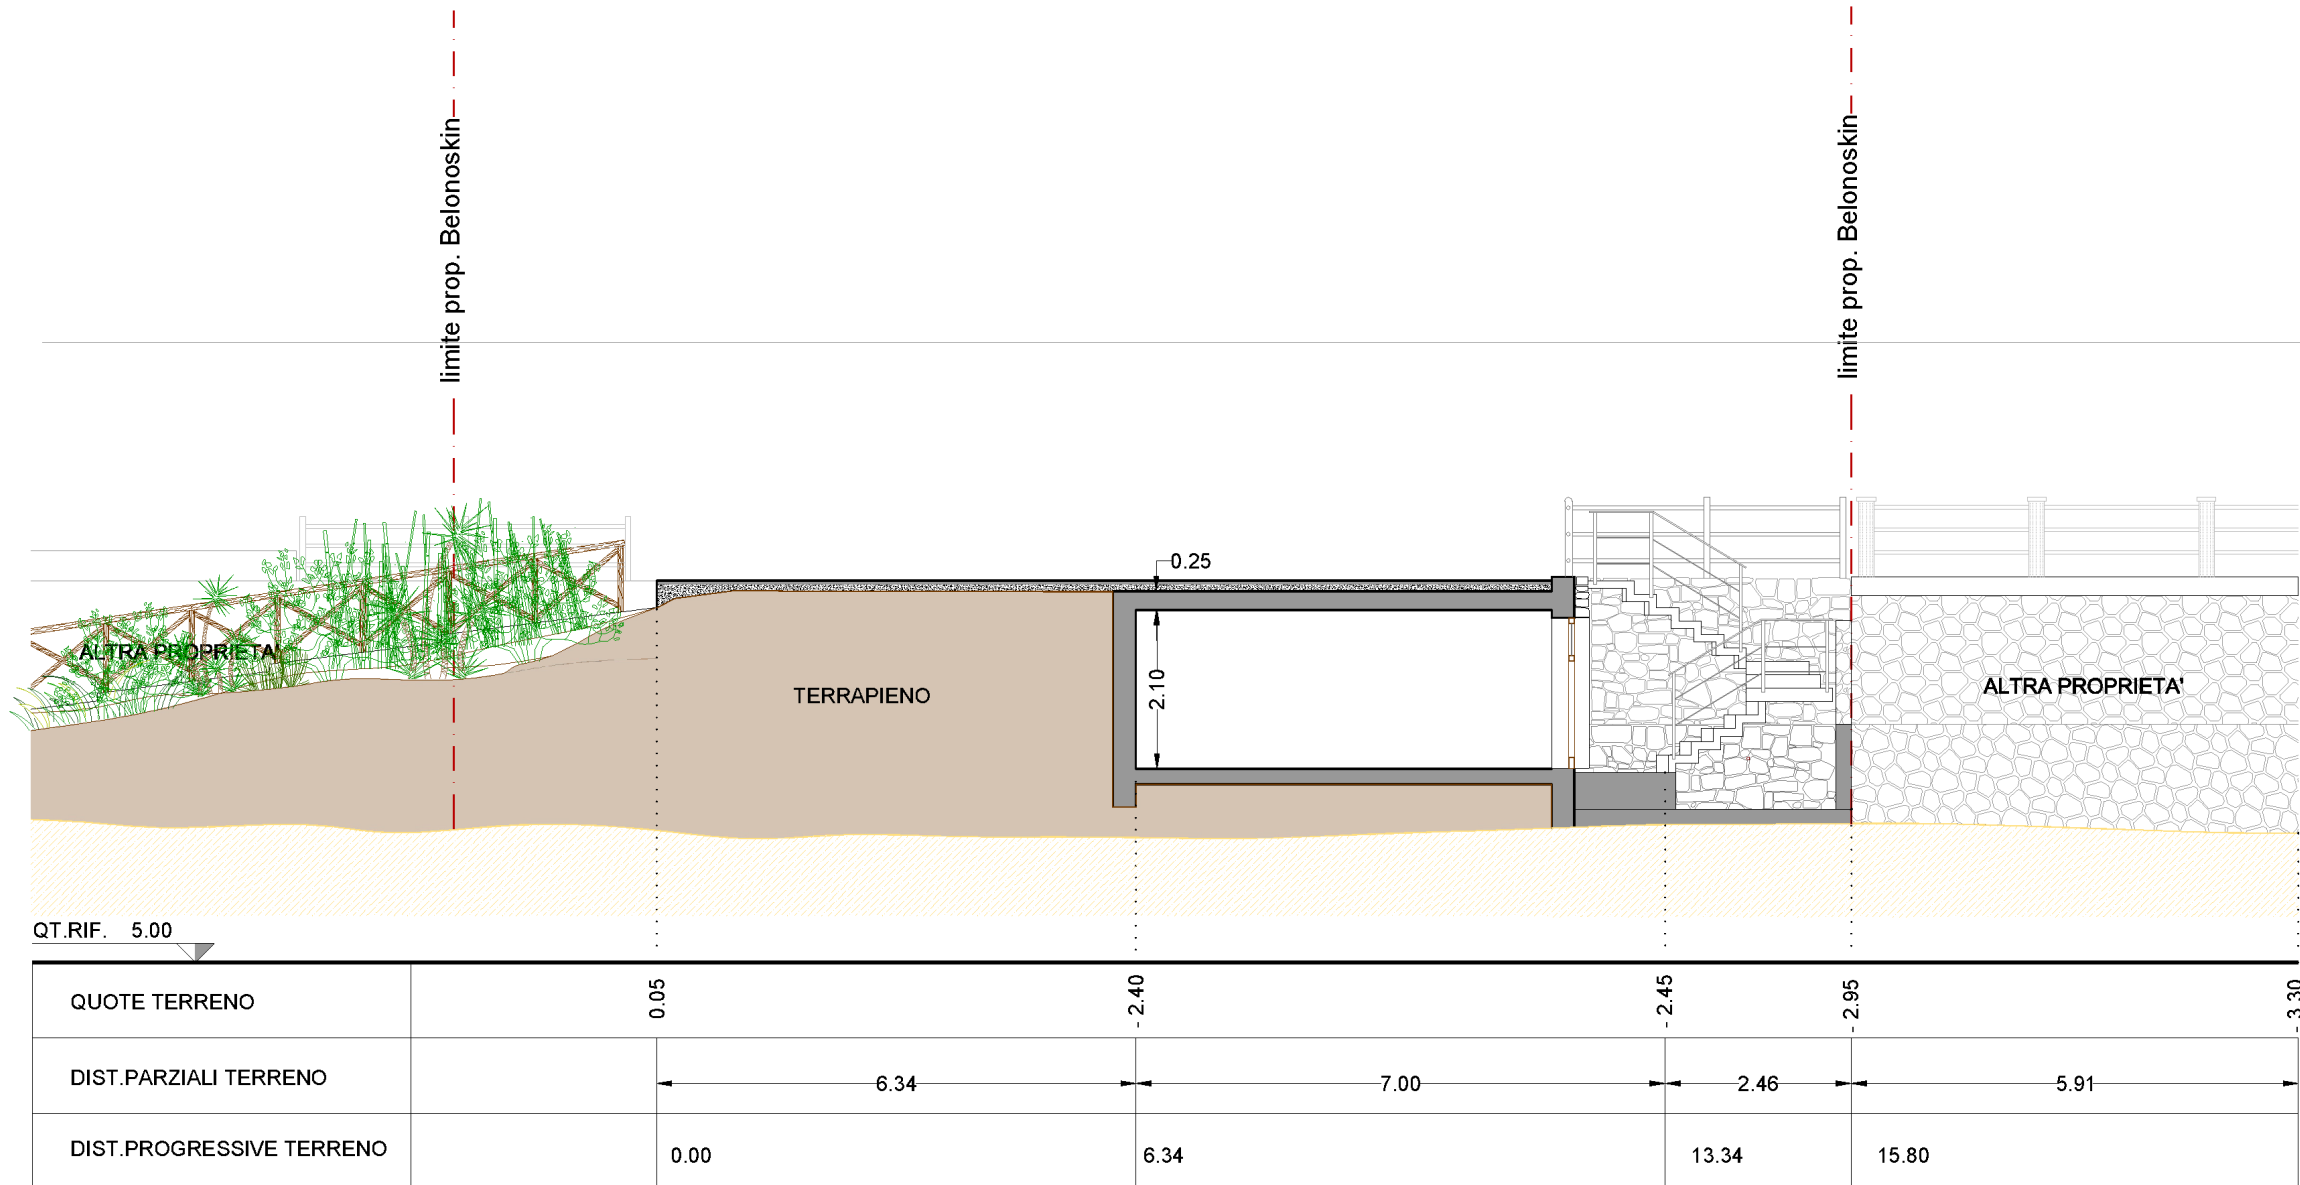 limite prop. Belonoskin
limite prop. Belonoskin
0.25
ALTRA PROPRIETA'
TERRAPIENO
2.10
ALTRA PROPRIETA'
QT.RIF. 5.00
QUOTE TERRENO 0.05 - 2.40 - 2.45 - 2.95 - 3.30
DIST.PARZIALI TERRENO 6.34 7.00 2.46 5.91
DIST.PROGRESSIVE TERRENO 0.00 6.34 13.34 15.80